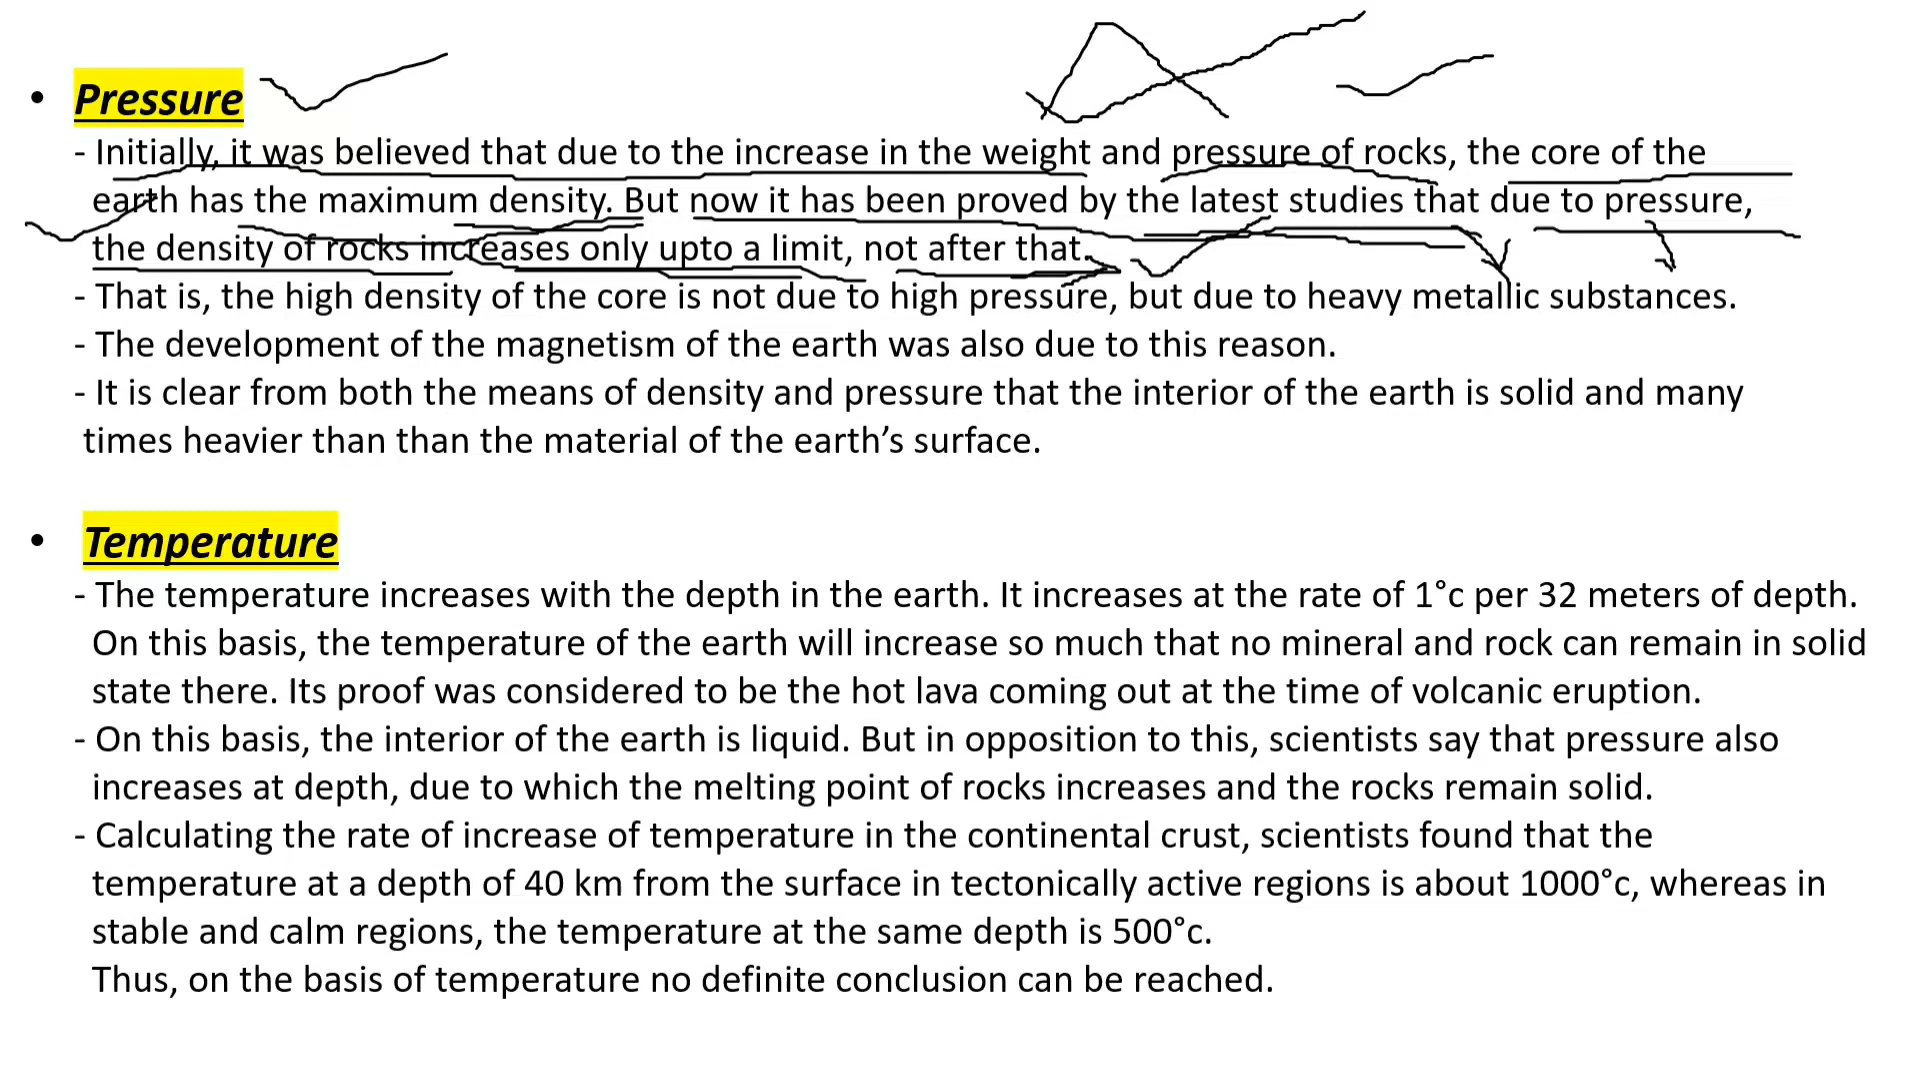 • Pressure
- Initially, it was believed that due to the increase in the weight and pressure of rocks, the core of the
earth has the maximum density. But now it has been proved by the latest studies that due to pressure,
the density of rocks increases only upto a limit, not after that.
- That is, the high density of the core is not due to high pressure, but due to heavy metallic substances.
- The development of the magnetism of the earth was also due to this reason.
- It is clear from both the means of density and pressure that the interior of the earth is solid and many
times heavier than than the material of the earth’s surface.
• Temperature
- The temperature increases with the depth in the earth. It increases at the rate of 1°c per 32 meters of depth.
On this basis, the temperature of the earth will increase so much that no mineral and rock can remain in solid
state there. Its proof was considered to be the hot lava coming out at the time of volcanic eruption.
- On this basis, the interior of the earth is liquid. But in opposition to this, scientists say that pressure also
increases at depth, due to which the melting point of rocks increases and the rocks remain solid.
- Calculating the rate of increase of temperature in the continental crust, scientists found that the
temperature at a depth of 40 km from the surface in tectonically active regions is about 1000°c, whereas in
stable and calm regions, the temperature at the same depth is 500°c.
Thus, on the basis of temperature no definite conclusion can be reached.